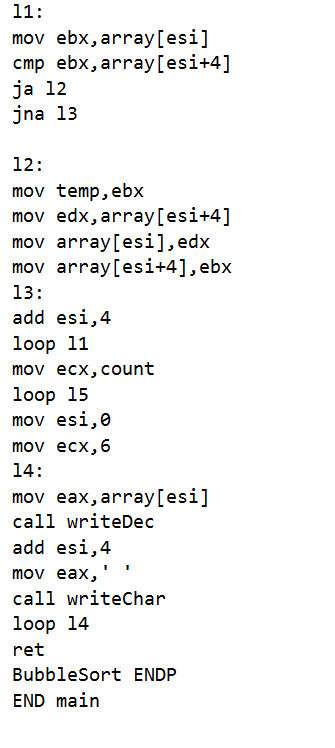 l1:
mov ebx,array[esi]
cmp ebx,array[esi+4]
ja l2
jna l3

l2:
mov temp,ebx
mov edx,array[esi+4]
mov array[esi],edx
mov array[esi+4],ebx
l3:
add esi,4
loop l1
mov ecx,count
loop l5
mov esi,0
mov ecx,6
l4:
mov eax,array[esi]
call writeDec
add esi,4
mov eax,' '
call writeChar
loop l4
ret
BubbleSort ENDP
END main